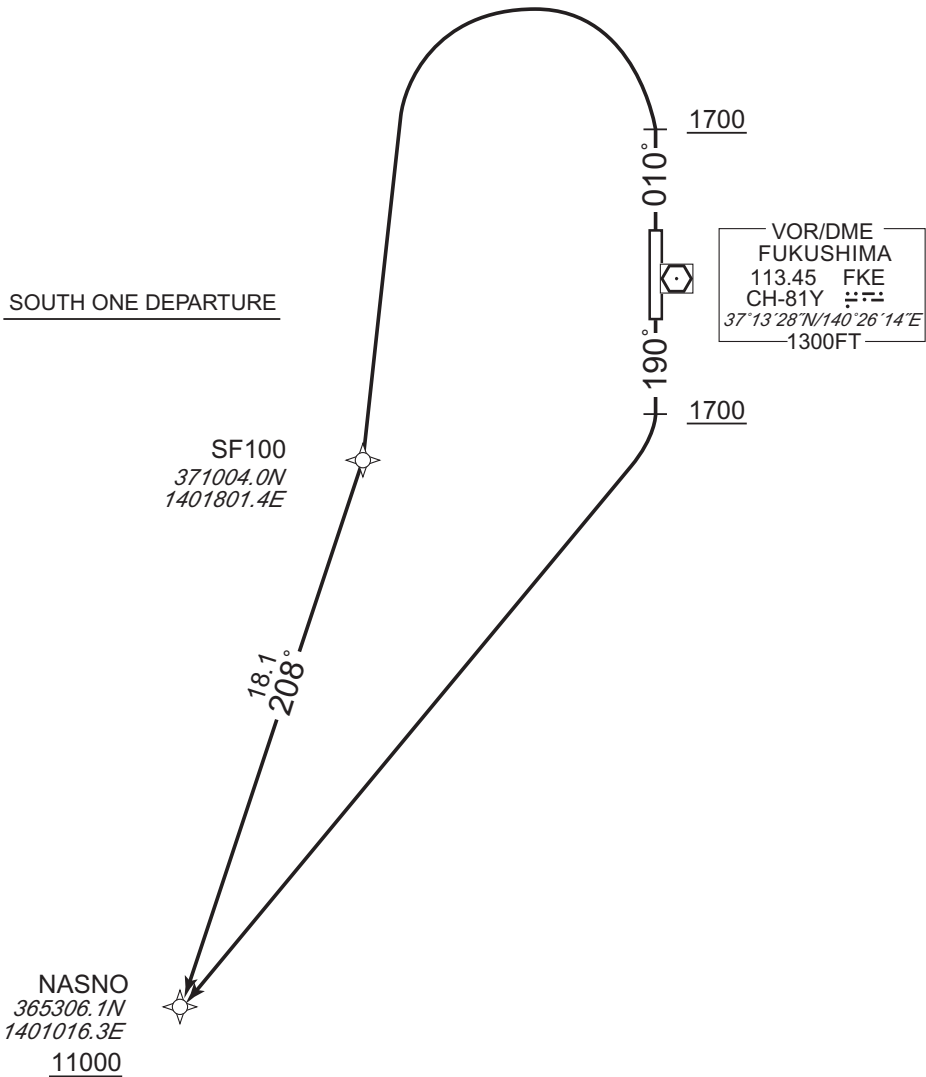 1700
010°
VOR/DME
FUKUSHIMA
113.45 FKE
CH-81Y
37°13´28˝N/140°26´14˝E
1300FT
SOUTH ONE DEPARTURE
190°
1700
SF100
371004.0N
1401801.4E
18.1
208°
NASNO
365306.1N
1401016.3E
11000